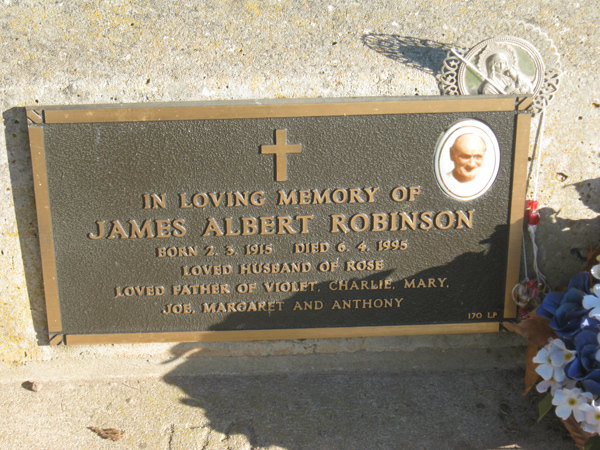 IN LOVING MEMORY OF
JAMES ALBERT ROBINSON
BORN 2. 3. 1915 DIED 6. 4. 1995
LOVED HUSBAND OF ROSE
LOVED FATHER OF VIOLET, CHARLIE, MARY,
JOE, MARGARET AND ANTHONY
170 LP